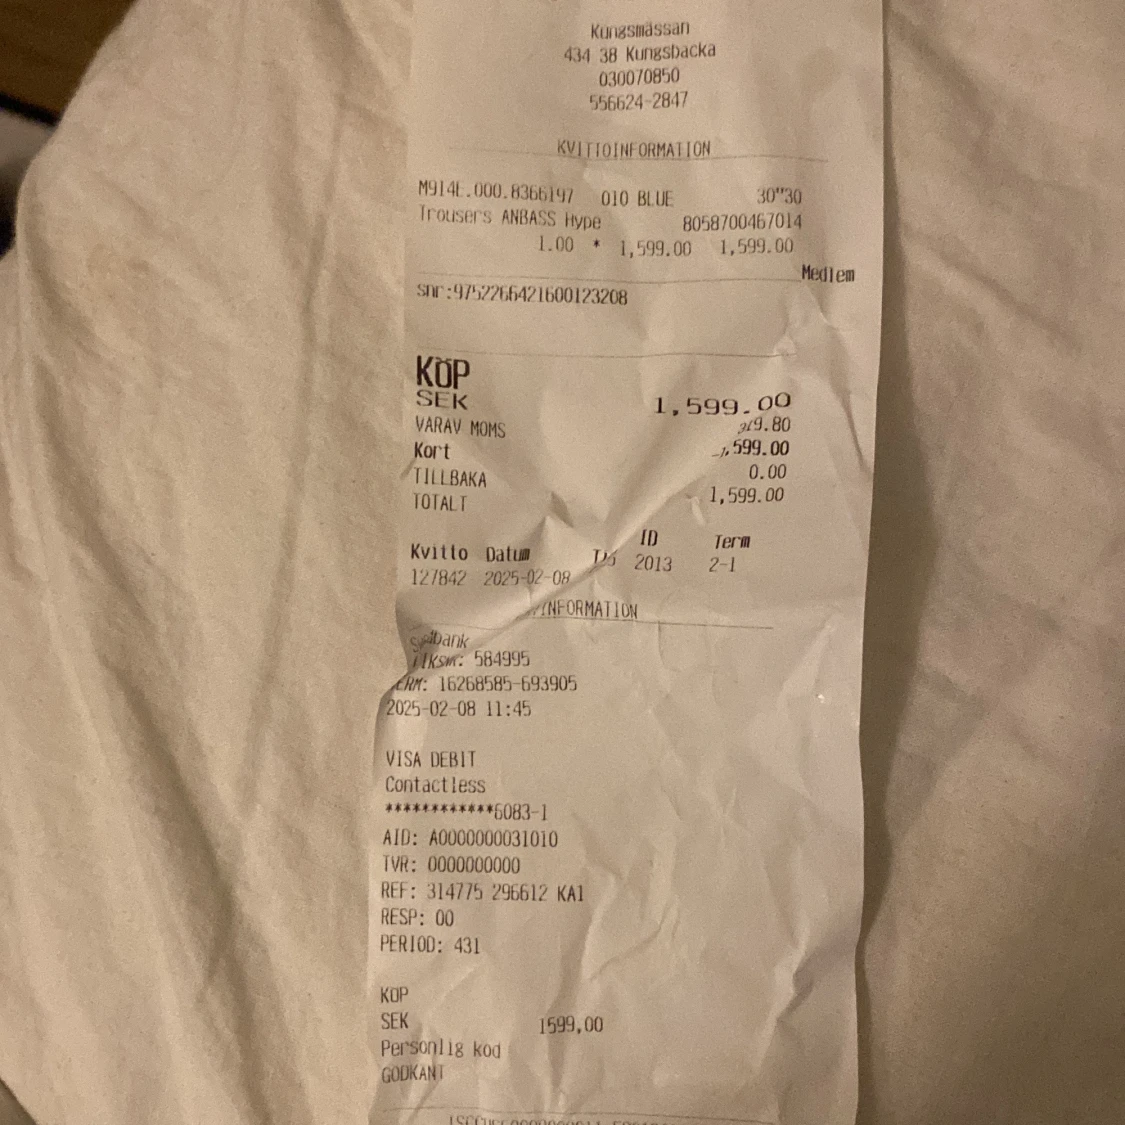 Kungsmässan
434 38 Kungsbacka
030070850
556624-2847
KVITTOINFORMATION
M914E.000.8366197 010 BLUE 30"30
Trousers ANBASS Hype 8058700467014
1.00 * 1,599.00 1,599.00
Medlem
snr:9752266421600123208
KÖP
SEK 1,599.00
VARAV MOMS
Kort
TILLBAKA 0.00
TOTALT 1,599.00
Kvitto Datum ID Term
127842 2025-02-08 2013 2-1
584995
16268585-693905
2025-02-08 11:45
VISA DEBIT
Contactless
************6083-1
AID: A0000000031010
TVR: 0000000000
REF: 314775 296612 KA1
RESP: 00
PERIOD: 431
KÖP
SEK 1599,00
Personlig kod
GODKÄNT